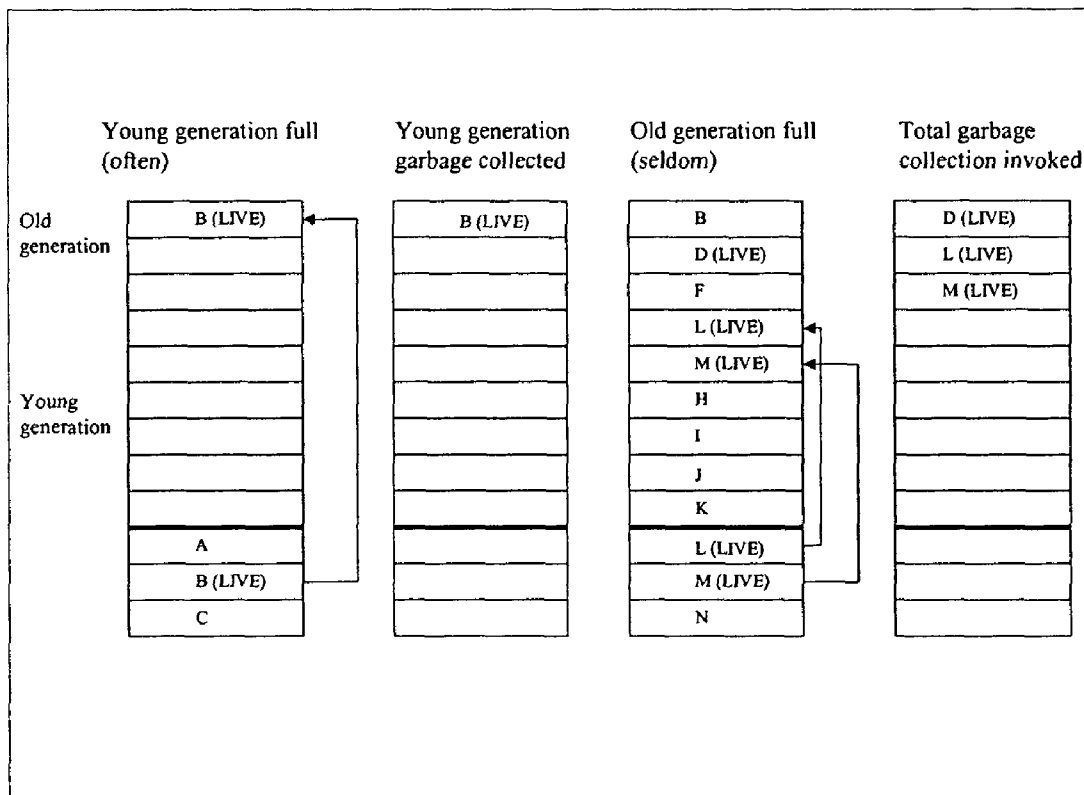 Young generation full
(often)
Young generation
garbage collected
Old generation full
(seldom)
Total garbage
collection invoked
Old
generation
Young
generation
B (LIVE)
A
B (LIVE)
C
B (LIVE)
B
D (LIVE)
F
L (LIVE)
M (LIVE)
H
I
J
K
L (LIVE)
M (LIVE)
N
D (LIVE)
L (LIVE)
M (LIVE)